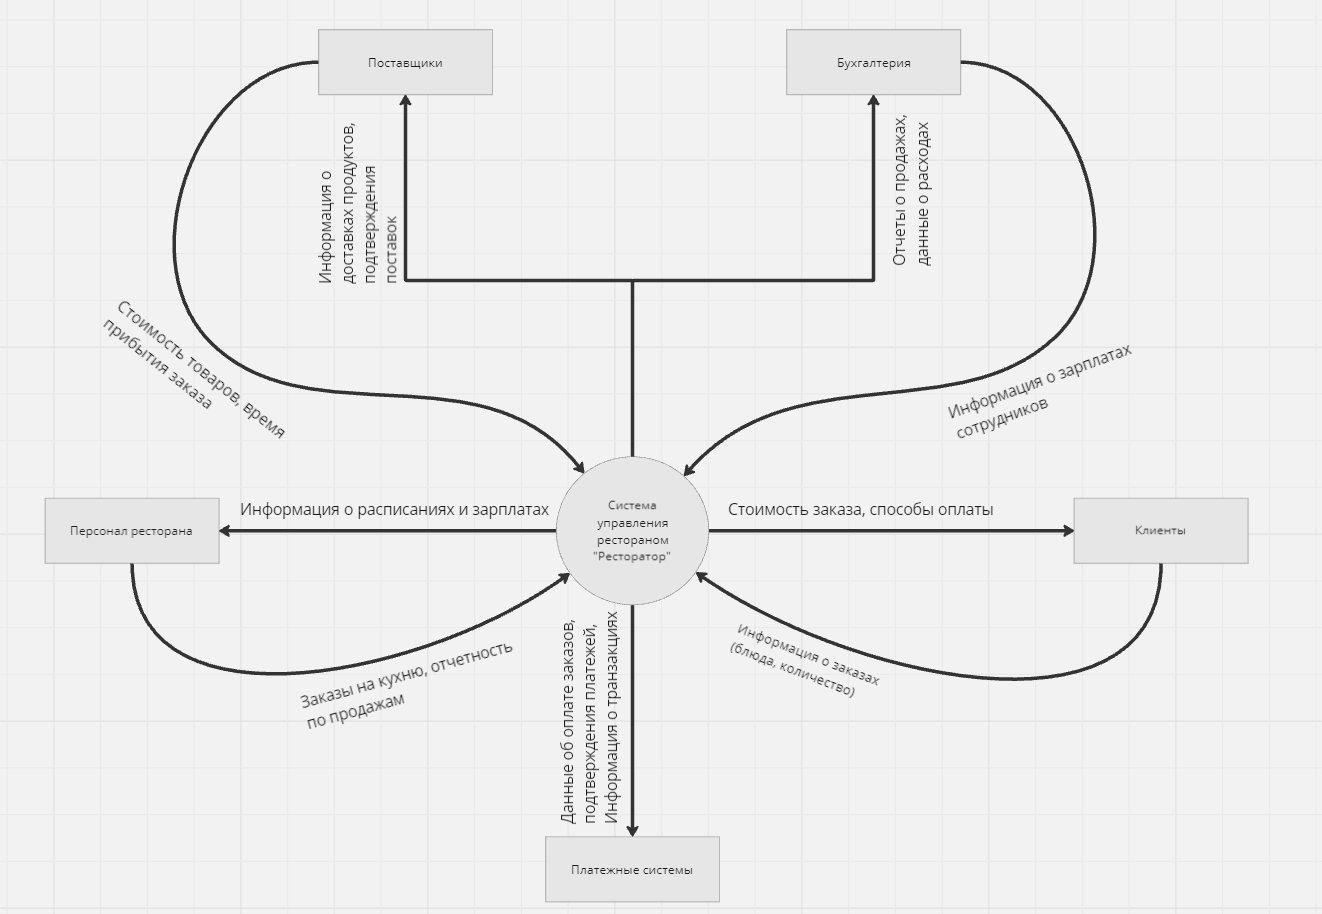 Поставщики
Бухгалтерия
Информация о
доставках продуктов,
подтверждения
поставок
Отчеты о продажах,
данные о расходах
Стоимость товаров, время
прибытия заказа
Информация о зарплатах
сотрудников
Персонал ресторана
Информация о расписаниях и зарплатах
Система
управления
рестораном
"Ресторатор"
Стоимость заказа, способы оплаты
Клиенты
Заказы на кухню, отчетность
по продажам
Данные об оплате заказов,
подтверждения платежей,
Информация о транзакциях
Информация о заказах
(блюда, количество)
Платежные системы